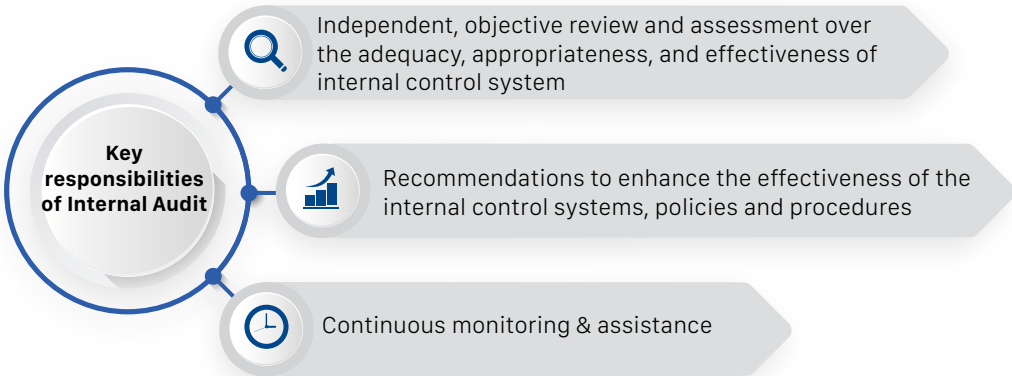 Key
responsibilities
of Internal Audit
Independent, objective review and assessment over
the adequacy, appropriateness, and effectiveness of
internal control system
Recommendations to enhance the effectiveness of the
internal control systems, policies and procedures
Continuous monitoring & assistance